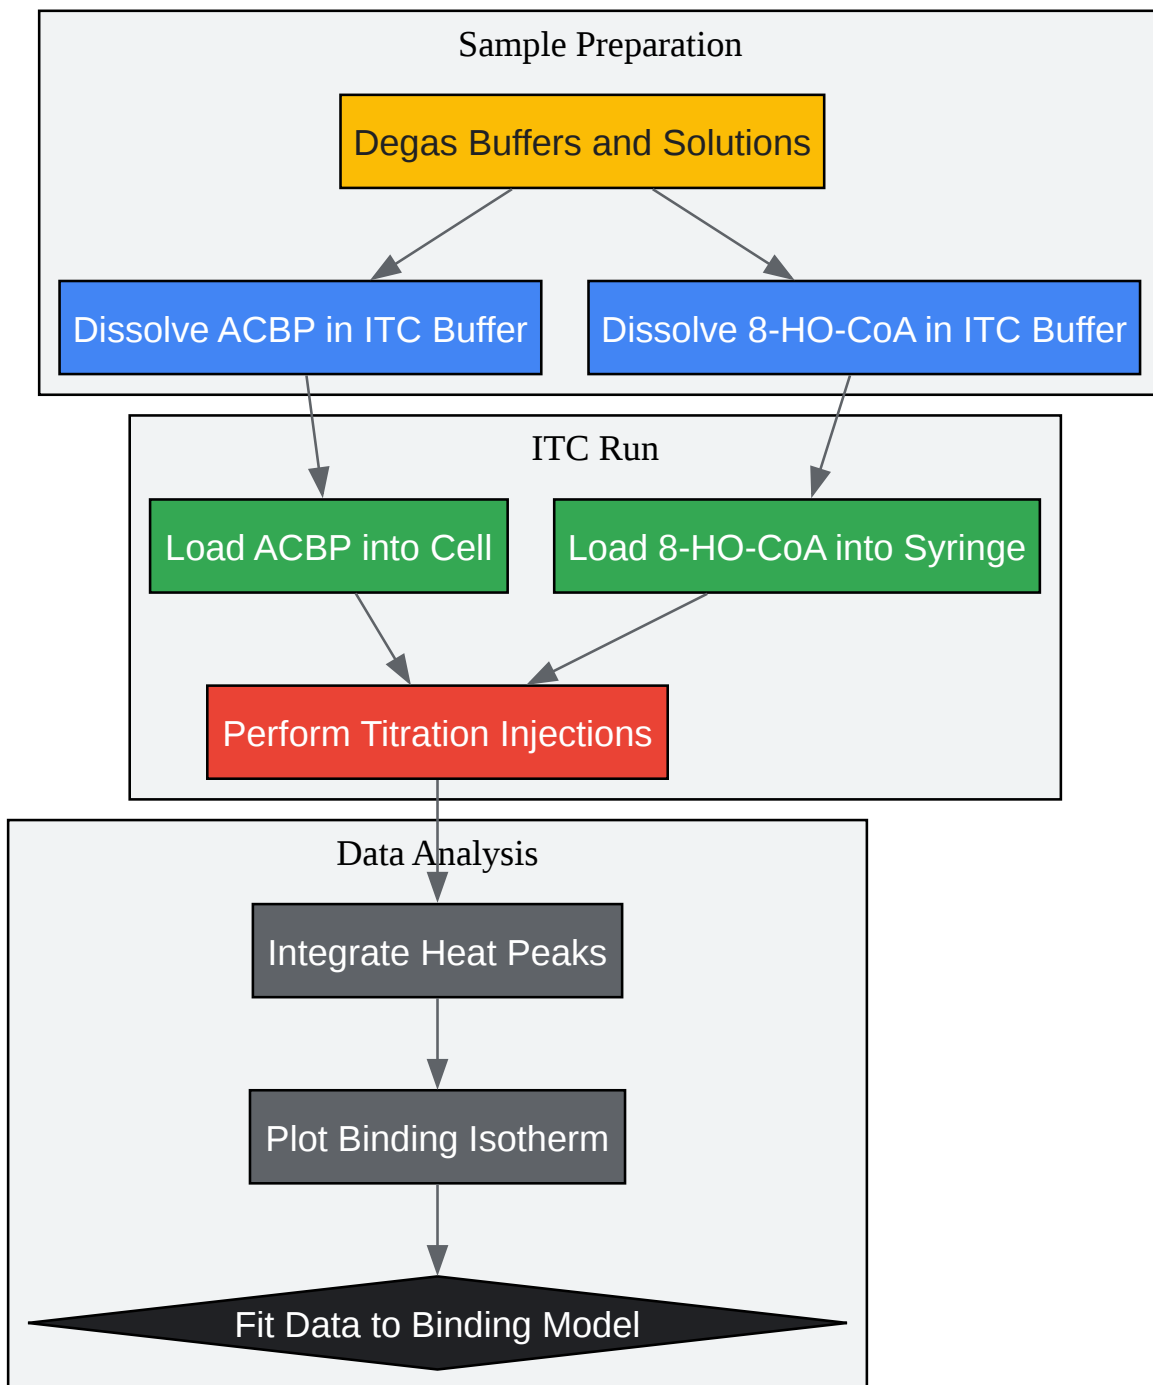 Sample Preparation
Degas Buffers and Solutions
Dissolve ACBP in ITC Buffer
Dissolve 8-HO-CoA in ITC Buffer
ITC Run
Load ACBP into Cell
Load 8-HO-CoA into Syringe
Perform Titration Injections
Data Analysis
Integrate Heat Peaks
Plot Binding Isotherm
Fit Data to Binding Model